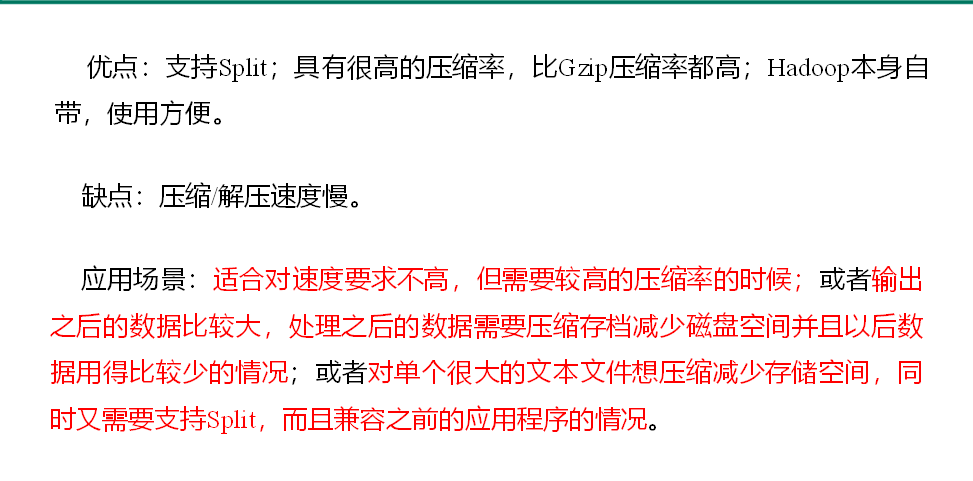 优点：支持Split；具有很高的压缩率，比Gzip压缩率都高；Hadoop本身自
带，使用方便。
缺点：压缩/解压速度慢。
应用场景：适合对速度要求不高，但需要较高的压缩率的时候；或者输出
之后的数据比较大，处理之后的数据需要压缩存档减少磁盘空间并且以后数
据用得比较少的情况；或者对单个很大的文本文件想压缩减少存储空间，同
时又需要支持Split，而且兼容之前的应用程序的情况。